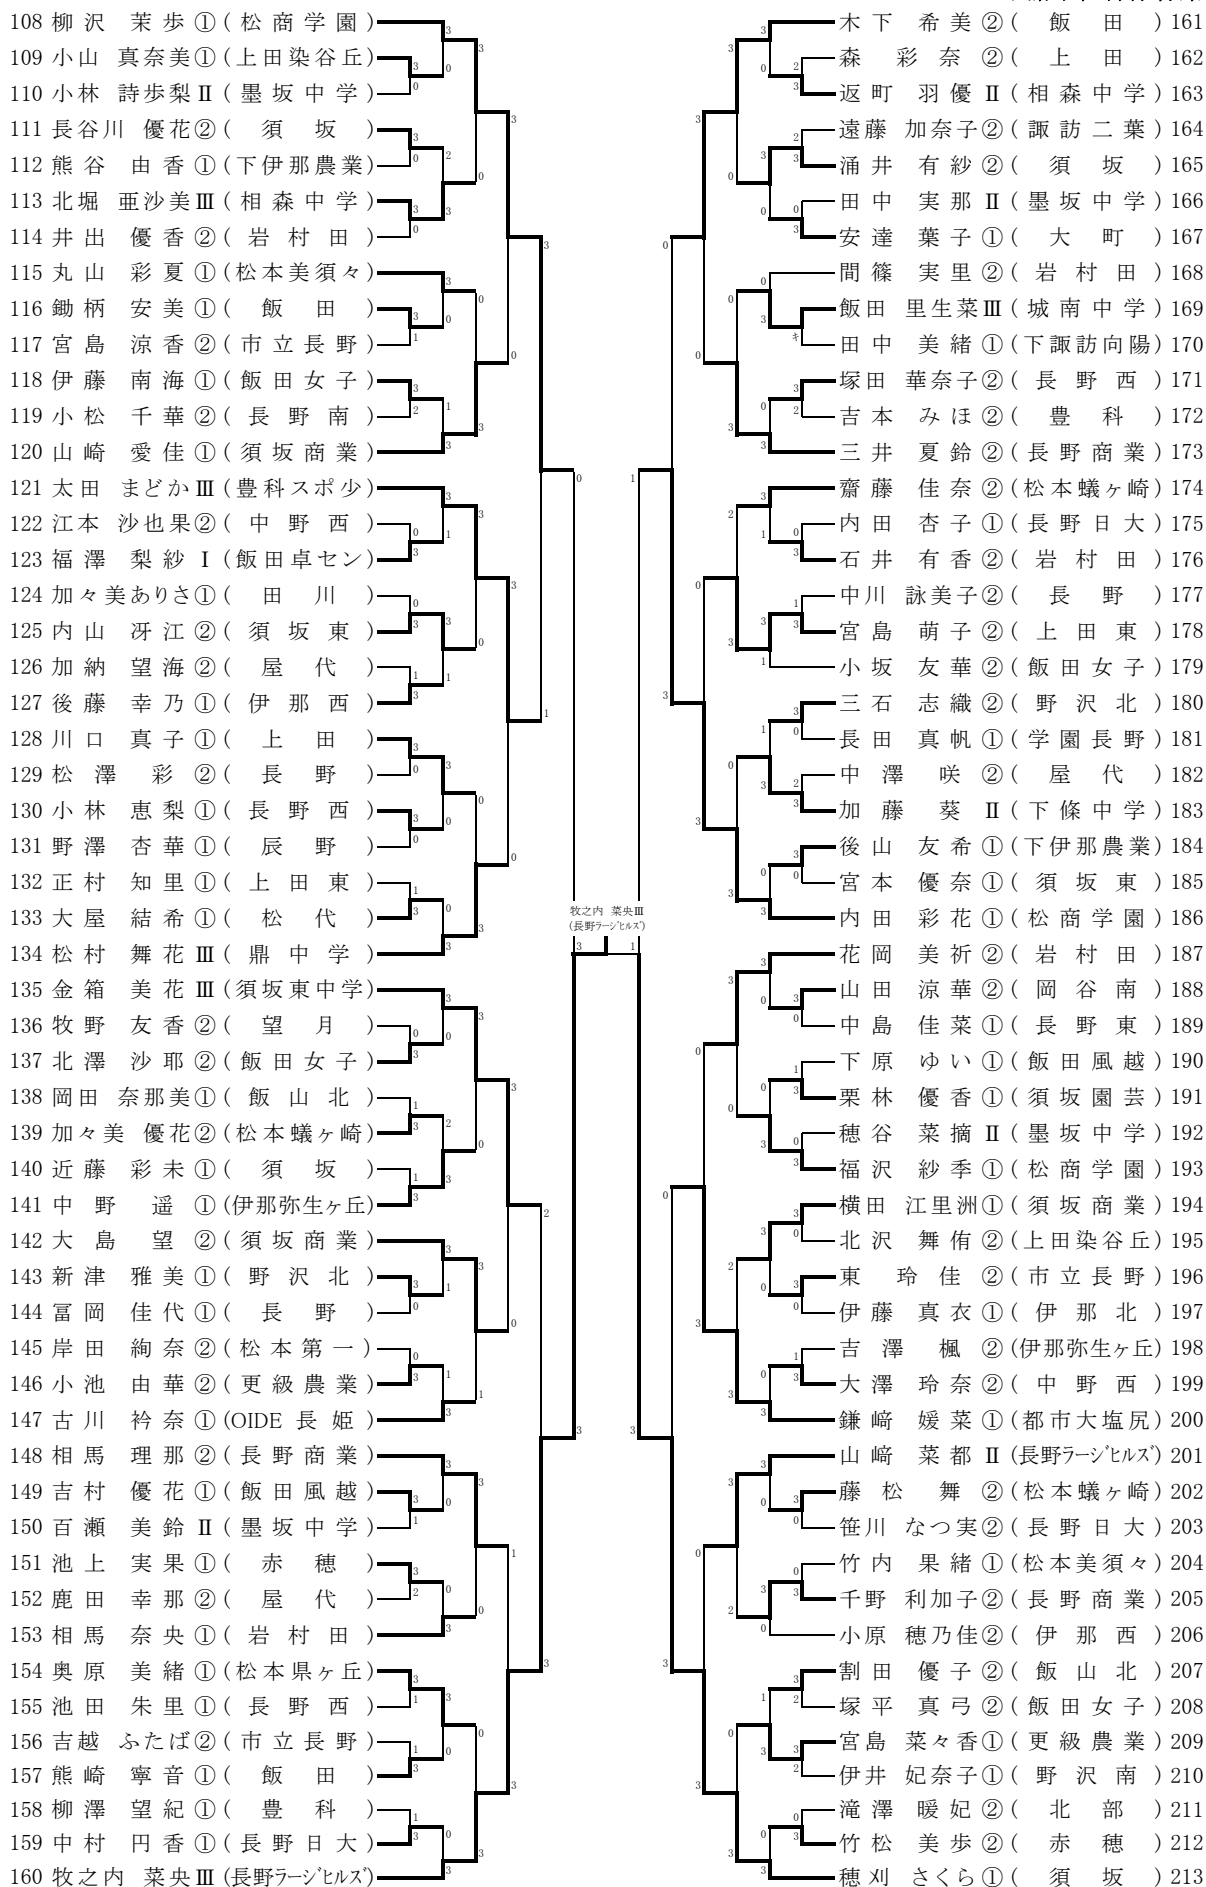 108 柳沢 茉歩①(松商学園)
109 小山 真奈美①(上田染谷丘)
110 小林 詩歩梨Ⅱ(墨坂中学)
111 長谷川 優花②(須坂)
112 熊谷 由香①(下伊那農業)
113 北堀 亜沙美Ⅲ(相森中学)
114 井出 優香②(岩村田)
115 丸山 彩夏①(松本美須々)
116 鋤柄 安美①(飯田)
117 宮島 涼香②(市立長野)
118 伊藤 南海①(飯田女子)
119 小松 千華②(長野南)
120 山崎 愛佳①(須坂商業)
121 太田 まどかⅢ(豊科スポ少)
122 江本 沙也果②(中野西)
123 福澤 梨紗Ⅰ(飯田卓セン)
124 加々美ありさ①(田川)
125 内山 冴江②(須坂東)
126 加納 望海②(屋代)
127 後藤 幸乃①(伊那西)
128 川口 真子①(上田)
129 松澤 彩②(長野)
130 小林 恵梨①(長野西)
131 野澤 杏華①(辰野)
132 正村 知里①(上田東)
133 大屋 結希①(松代)
134 松村 舞花Ⅲ(鼎中学)
135 金箱 美花Ⅲ(須坂東中学)
136 牧野 友香②(望月)
137 北澤 沙耶②(飯田女子)
138 岡田 奈那美①(飯山北)
139 加々美 優花②(松本蟻ヶ崎)
140 近藤 彩未①(須坂)
141 中野 遥①(伊那弥生ヶ丘)
142 大島 望②(須坂商業)
143 新津 雅美①(野沢北)
144 冨岡 佳代①(長野)
145 岸田 絢奈②(松本第一)
146 小池 由華②(更級農業)
147 古川 衿奈①(OIDE長姫)
148 相馬 理那②(長野商業)
149 吉村 優花①(飯田風越)
150 百瀬 美鈴Ⅱ(墨坂中学)
151 池上 実果①(赤穂)
152 鹿田 幸那②(屋代)
153 相馬 奈央①(岩村田)
154 奥原 美緒①(松本県ヶ丘)
155 池田 朱里①(長野西)
156 吉越 ふたば②(市立長野)
157 熊崎 寧音①(飯田)
158 柳澤 望紀①(豊科)
159 中村 円香①(長野日大)
160 牧之内 菜央Ⅲ(長野ラージヒルズ)
牧之内 菜央Ⅲ
(長野ラージヒルズ)
木下 希美②(飯田) 161
森 彩奈②(上田) 162
返町 羽優Ⅱ(相森中学) 163
遠藤 加奈子②(諏訪二葉) 164
涌井 有紗②(須坂) 165
田中 実那Ⅱ(墨坂中学) 166
安達 葉子①(大町) 167
間篠 実里②(岩村田) 168
飯田 里生菜Ⅲ(城南中学) 169
田中 美緒①(下諏訪向陽) 170
塚田 華奈子②(長野西) 171
吉本 みほ②(豊科) 172
三井 夏鈴②(長野商業) 173
齋藤 佳奈②(松本蟻ヶ崎) 174
内田 杏子①(長野日大) 175
石井 有香②(岩村田) 176
中川 詠美子②(長野) 177
宮島 萌子②(上田東) 178
小坂 友華②(飯田女子) 179
三石 志織②(野沢北) 180
長田 真帆①(学園長野) 181
中澤 咲②(屋代) 182
加藤 葵Ⅱ(下條中学) 183
後山 友希①(下伊那農業) 184
宮本 優奈①(須坂東) 185
内田 彩花①(松商学園) 186
花岡 美祈②(岩村田) 187
山田 涼華②(岡谷南) 188
中島 佳菜①(長野東) 189
下原 ゆい①(飯田風越) 190
栗林 優香①(須坂園芸) 191
穂谷 菜摘Ⅱ(墨坂中学) 192
福沢 紗季①(松商学園) 193
横田 江里洲①(須坂商業) 194
北沢 舞侑②(上田染谷丘) 195
東 玲佳②(市立長野) 196
伊藤 真衣①(伊那北) 197
吉澤 楓②(伊那弥生ヶ丘) 198
大澤 玲奈②(中野西) 199
鎌﨑 媛菜①(都市大塩尻) 200
山﨑 菜都Ⅱ(長野ラージヒルズ) 201
藤松 舞②(松本蟻ヶ崎) 202
笹川 なつ実②(長野日大) 203
竹内 果緒①(松本美須々) 204
千野 利加子②(長野商業) 205
小原 穂乃佳②(伊那西) 206
割田 優子②(飯山北) 207
塚平 真弓②(飯田女子) 208
宮島 菜々香①(更級農業) 209
伊井 妃奈子①(野沢南) 210
滝澤 暖妃②(北部) 211
竹松 美歩②(赤穂) 212
穂刈 さくら①(須坂) 213